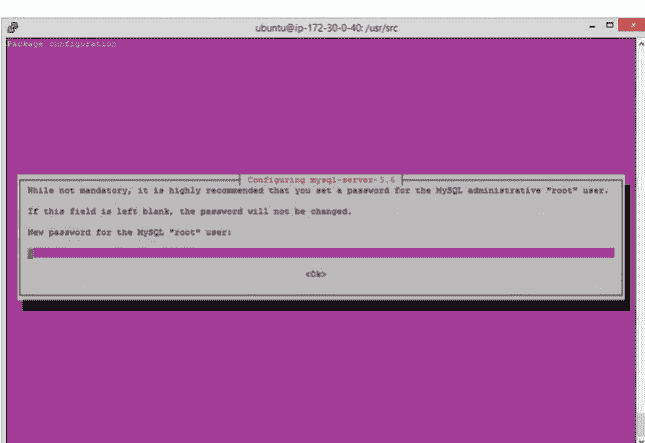 ubuntu@ip-172-30-0-40: /usr/src
Package configuration
Configuring mysql-server-5.6
While not mandatory, it is highly recommended that you set a password for the MySQL administrative "root" user.
If this field is left blank, the password will not be changed.
New password for the MySQL "root" user:
<Ok>